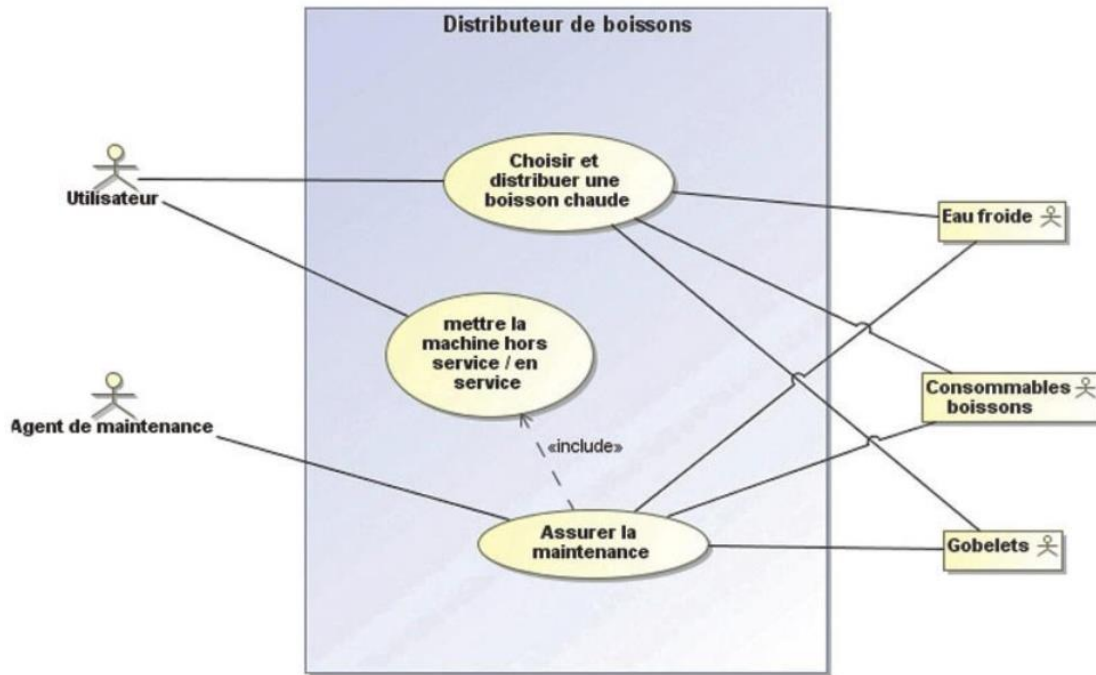 Distributeur de boissons
Choisir et
distribuer une
boisson chaude
Utilisateur
Eau froide
mettre la
machine hors
service / en
service
Agent de maintenance
Consommables
boissons
«include»
Assurer la
maintenance
Gobelets